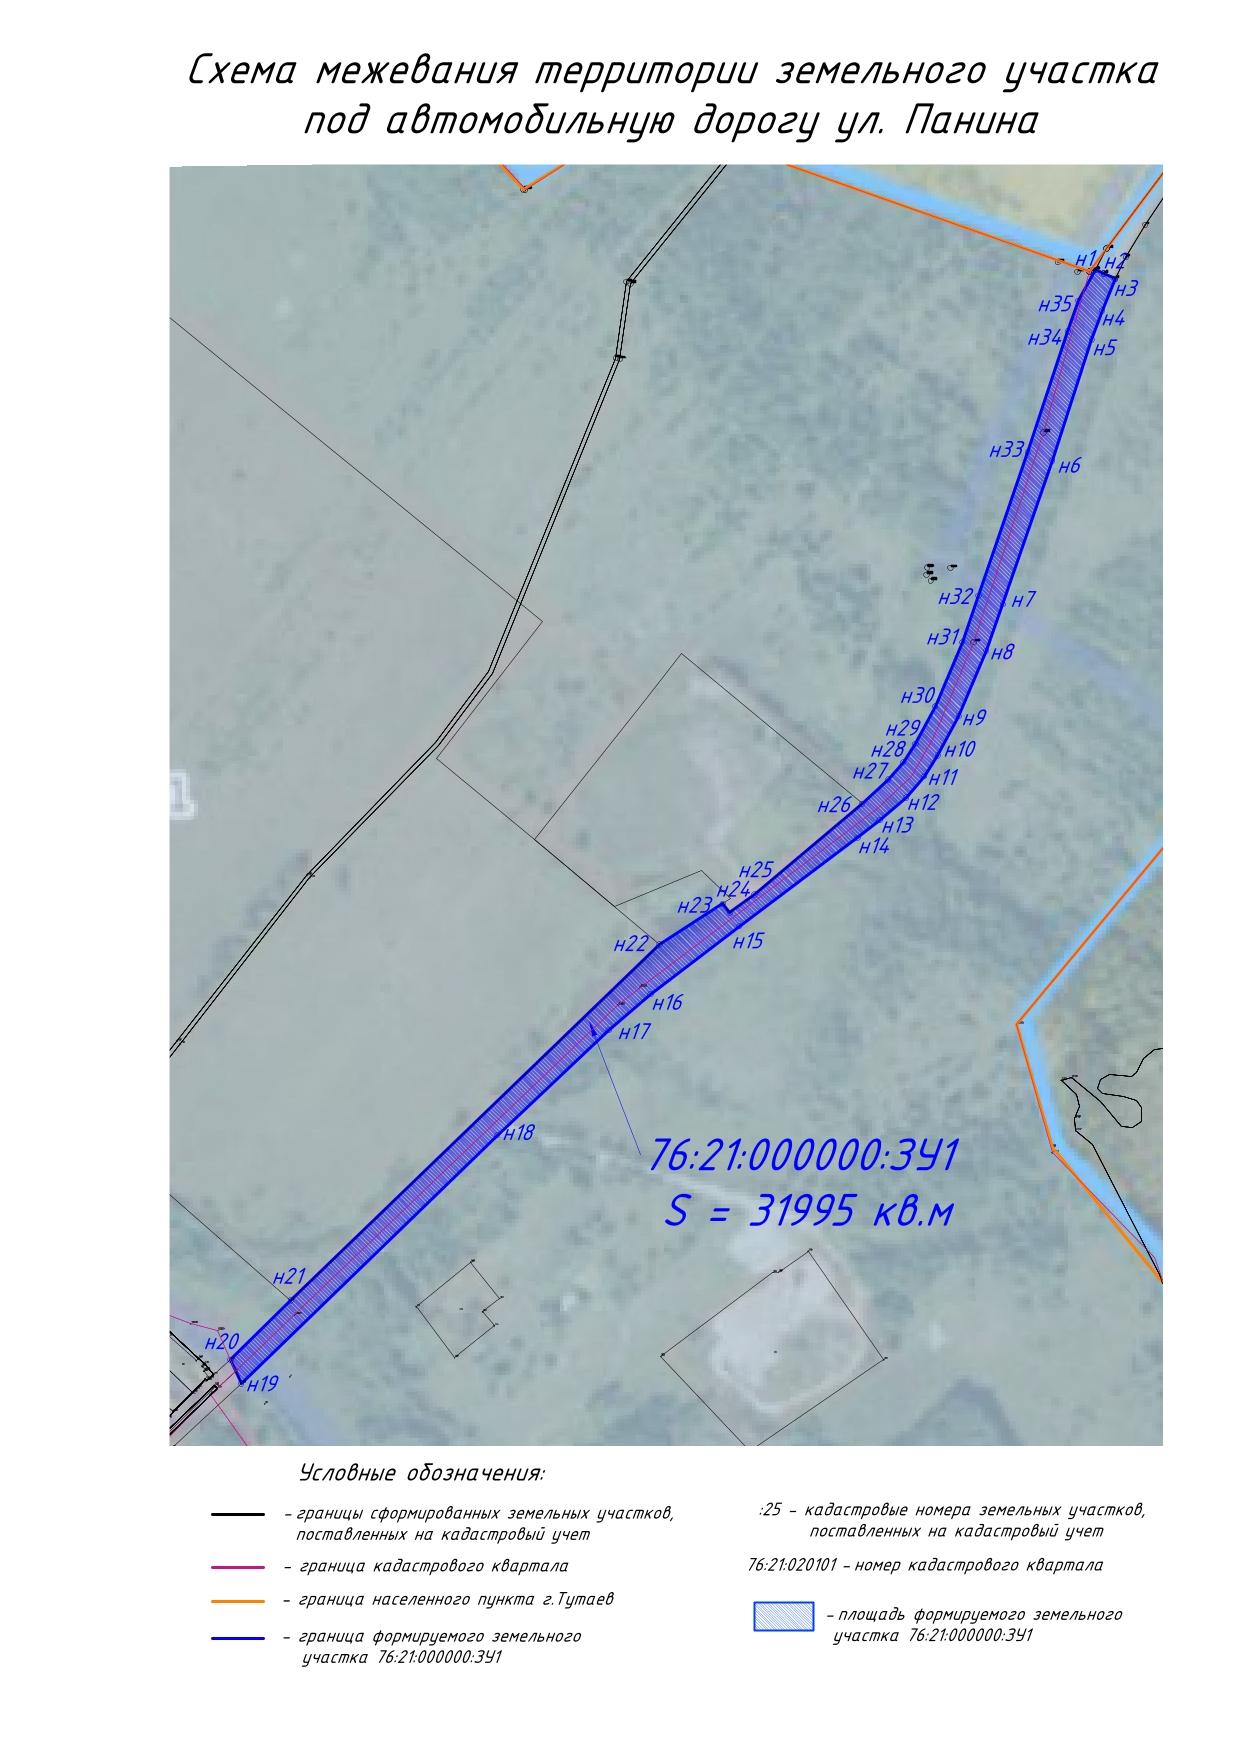 Схема межевания территории земельного участка
под автомобильную дорогу ул. Панина
н1
н2
н3
н35
н4
н34
н5
н33
н6
н32
н7
н31
н8
н30
н9
н29
н28
н10
н27
н11
н26
н12
н13
н14
н25
н24
н23
н15
н22
н16
н17
н18
76:21:000000:ЗУ1
S = 31995 кв.м
н21
н20
н19
Условные обозначения:
– границы сформированных земельных участков,
поставленных на кадастровый учет
– граница кадастрового квартала
– граница населенного пункта г.Тутаев
– граница формируемого земельного
участка 76:21:000000:ЗУ1
:25 – кадастровые номера земельных участков,
поставленных на кадастровый учет
76:21:020101 – номер кадастрового квартала
– площадь формируемого земельного
участка 76:21:000000:ЗУ1